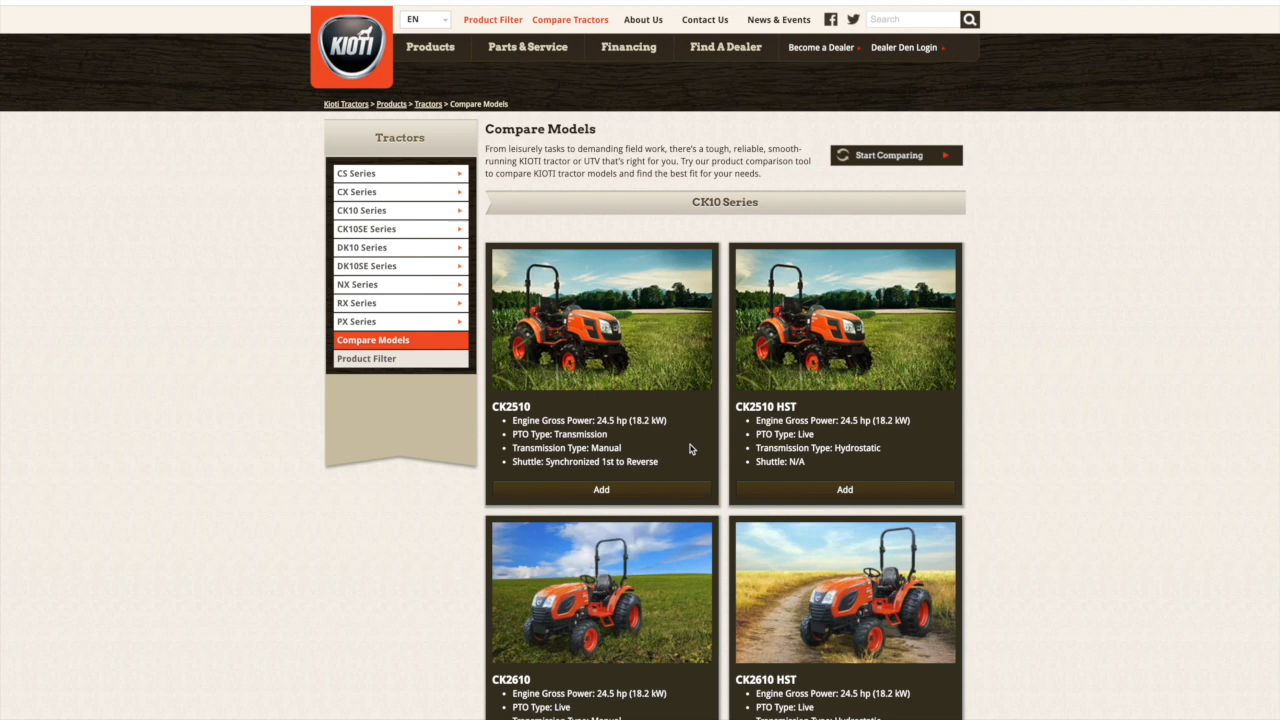 EN
Product Filter
Compare Tractors
About Us
Contact Us
News & Events
Search
KIOTI
Products
Parts & Service
Financing
Find A Dealer
Become a Dealer
Dealer Den Login
Kioti Tractors > Products > Tractors > Compare Models
Tractors
CS Series
CX Series
CK10 Series
CK10SE Series
DK10 Series
DK10SE Series
NX Series
RX Series
PX Series
Compare Models
Product Filter
Compare Models
From leisurely tasks to demanding field work, there's a tough, reliable, smooth-
running KIOTI tractor or UTV that's right for you. Try our product comparison tool
to compare KIOTI tractor models and find the best fit for your needs.
Start Comparing
CK10 Series
CK2510
Engine Gross Power: 24.5 hp (18.2 kW)
PTO Type: Transmission
Transmission Type: Manual
Shuttle: Synchronized 1st to Reverse
Add
CK2510 HST
Engine Gross Power: 24.5 hp (18.2 kW)
PTO Type: Live
Transmission Type: Hydrostatic
Shuttle: N/A
Add
CK2610
Engine Gross Power: 24.5 hp (18.2 kW)
PTO Type: Live
Transmission Type: Manual
CK2610 HST
Engine Gross Power: 24.5 hp (18.2 kW)
PTO Type: Live
Transmission Type: Hydrostatic